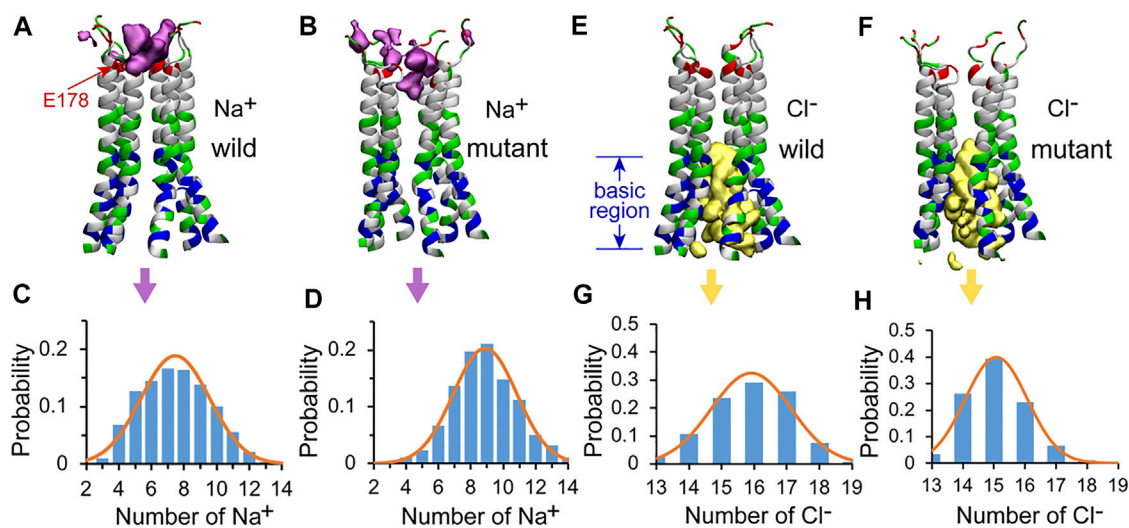 A
B
E
F
E178
Na+
wild
Na+
mutant
Cl−
wild
basic
region
Cl−
mutant
C
D
G
H
Probability
0.2
0.1
0
2 4 6 8 10 12 14
Number of Na+
Probability
0.2
0.1
0
2 4 6 8 10 12 14
Number of Na+
Probability
0.5
0.4
0.3
0.2
0.1
0
13 14 15 16 17 18 19
Number of Cl−
Probability
0.5
0.4
0.3
0.2
0.1
0
13 14 15 16 17 18 19
Number of Cl−